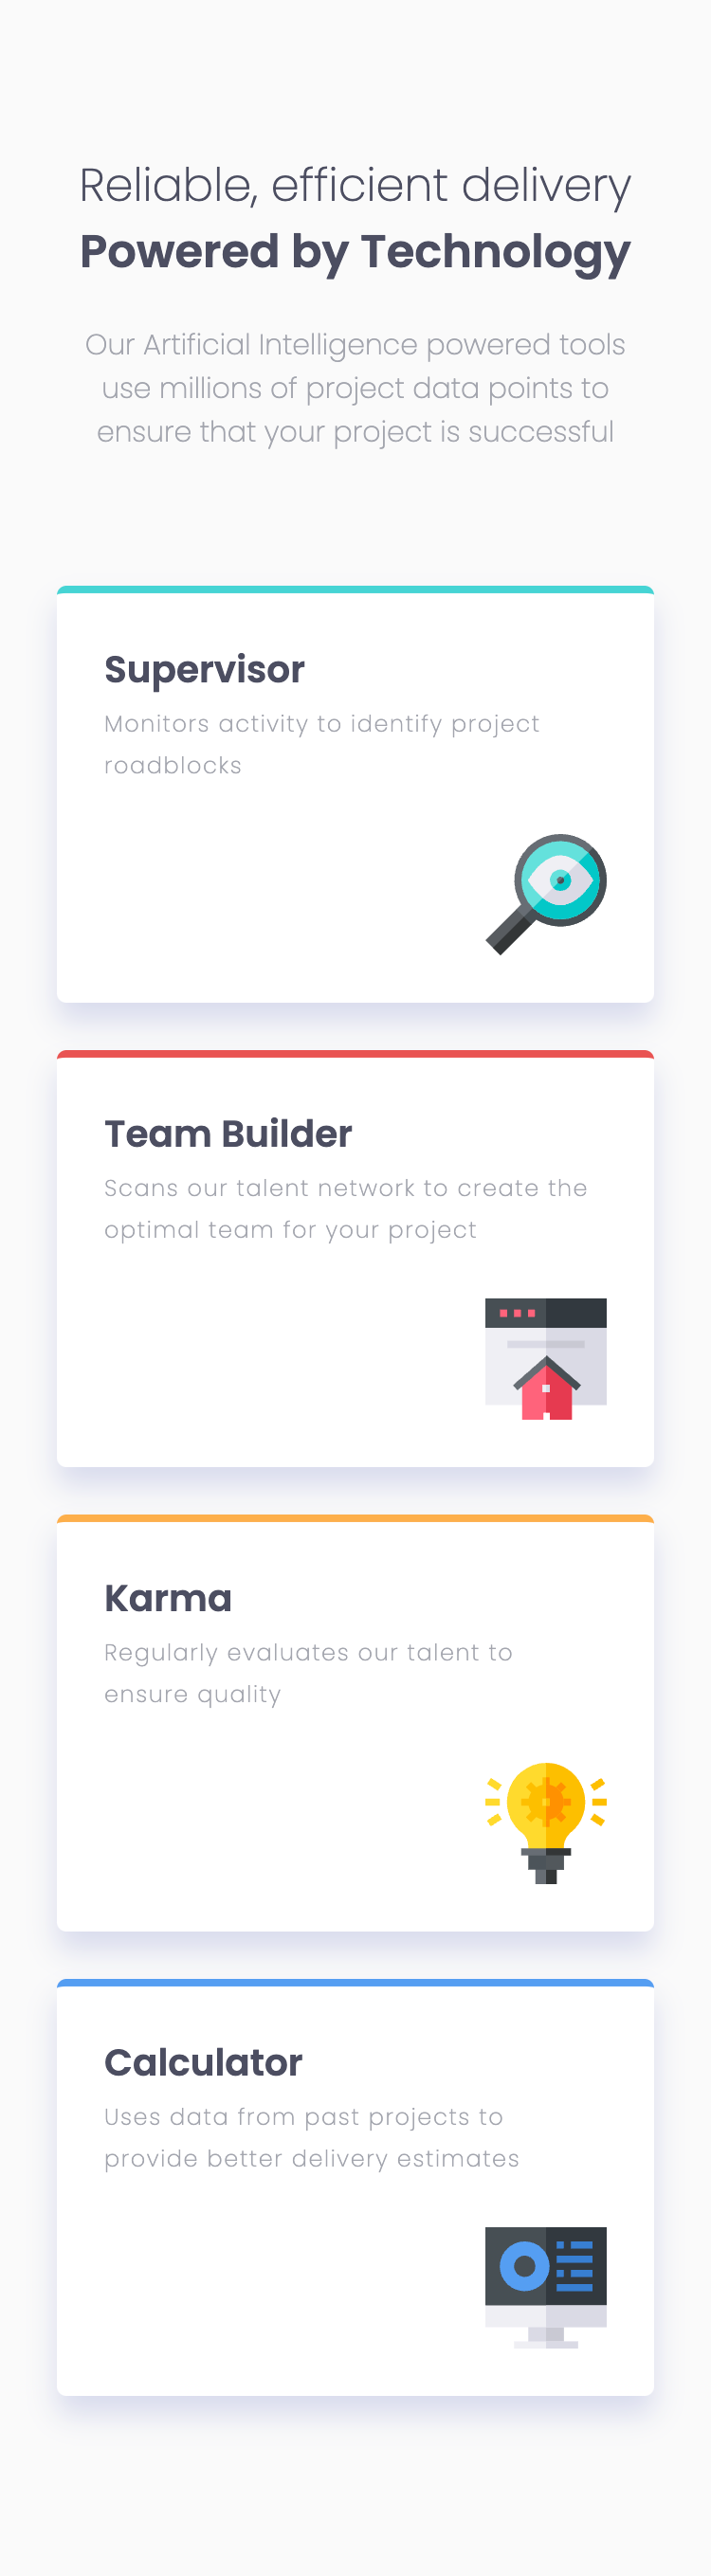 Reliable, efficient delivery
Powered by Technology
Our Artificial Intelligence powered tools
use millions of project data points to
ensure that your project is successful
Supervisor
Monitors activity to identify project
roadblocks
Team Builder
Scans our talent network to create the
optimal team for your project
Karma
Regularly evaluates our talent to
ensure quality
Calculator
Uses data from past projects to
provide better delivery estimates